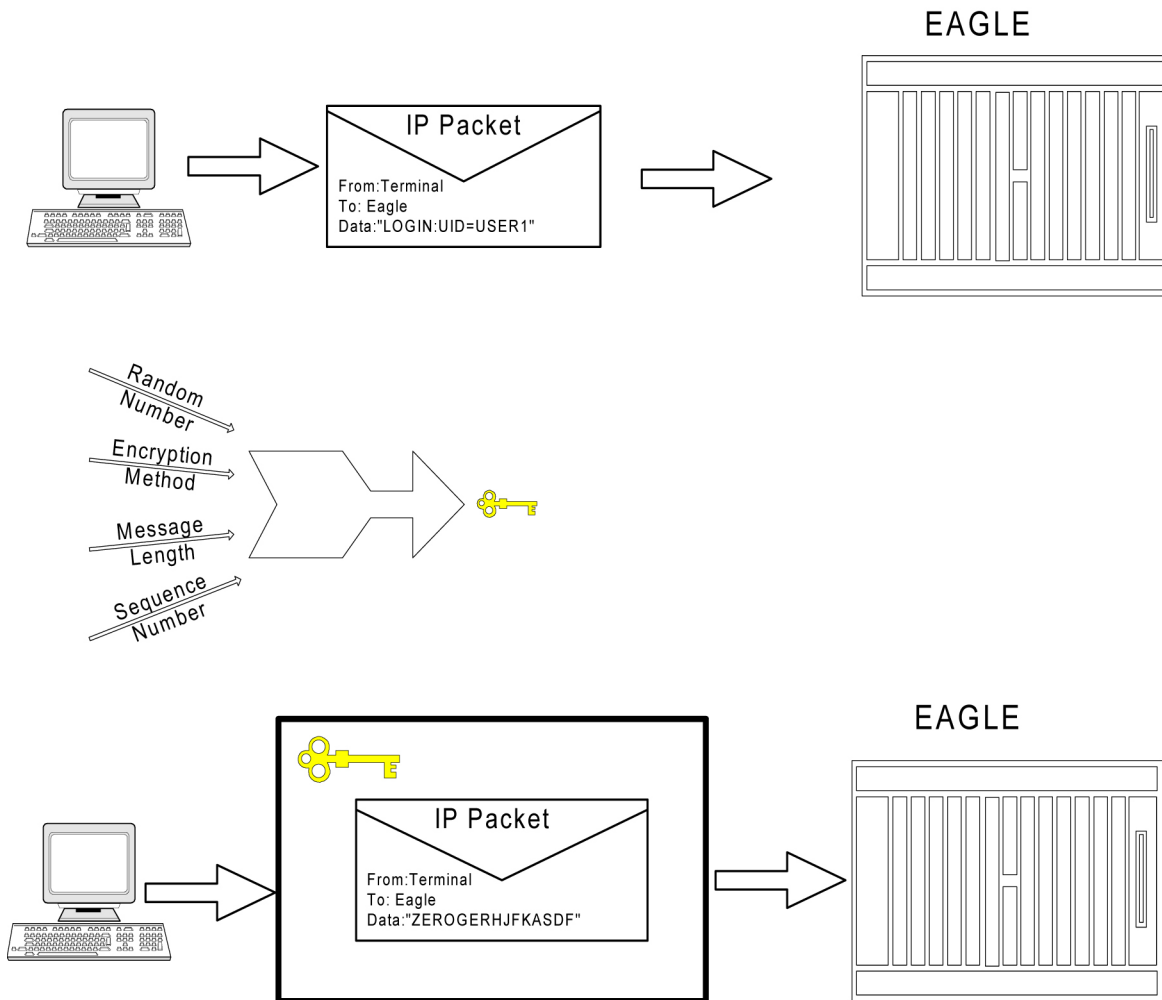 EAGLE
IP Packet
From:Terminal
To: Eagle
Data:"LOGIN:UID=USER1"
Random
Number
Encryption
Method
Message
Length
Sequence
Number
EAGLE
IP Packet
From:Terminal
To: Eagle
Data:"ZEROGERHJFKASDF"